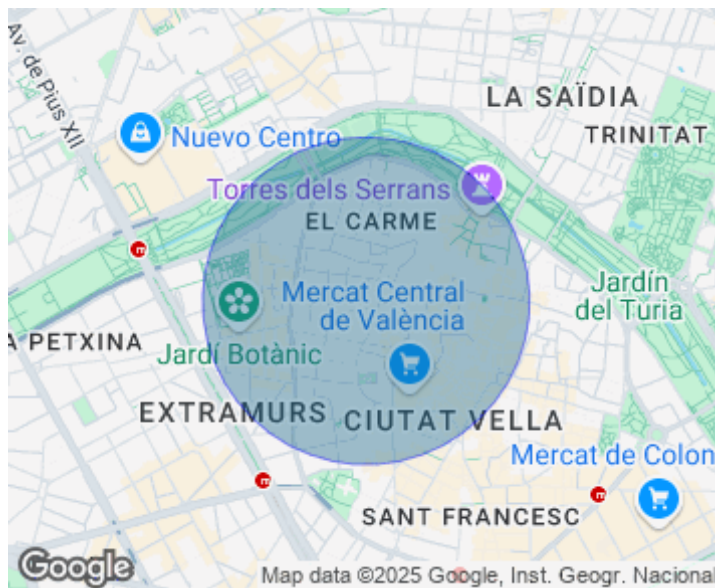 Av. de Pius XII
LA SAÏDIA
Nuevo Centro
TRINITAT
Torres dels Serrans
EL CARME
Mercat Central
de València
Jardín
del Turia
A PETXINA
Jardí Botànic
EXTRAMURS
CIUTAT VELLA
Mercat de Colon
SANT FRANCESC
Google
Map data ©2025 Google, Inst. Geogr. Nacional